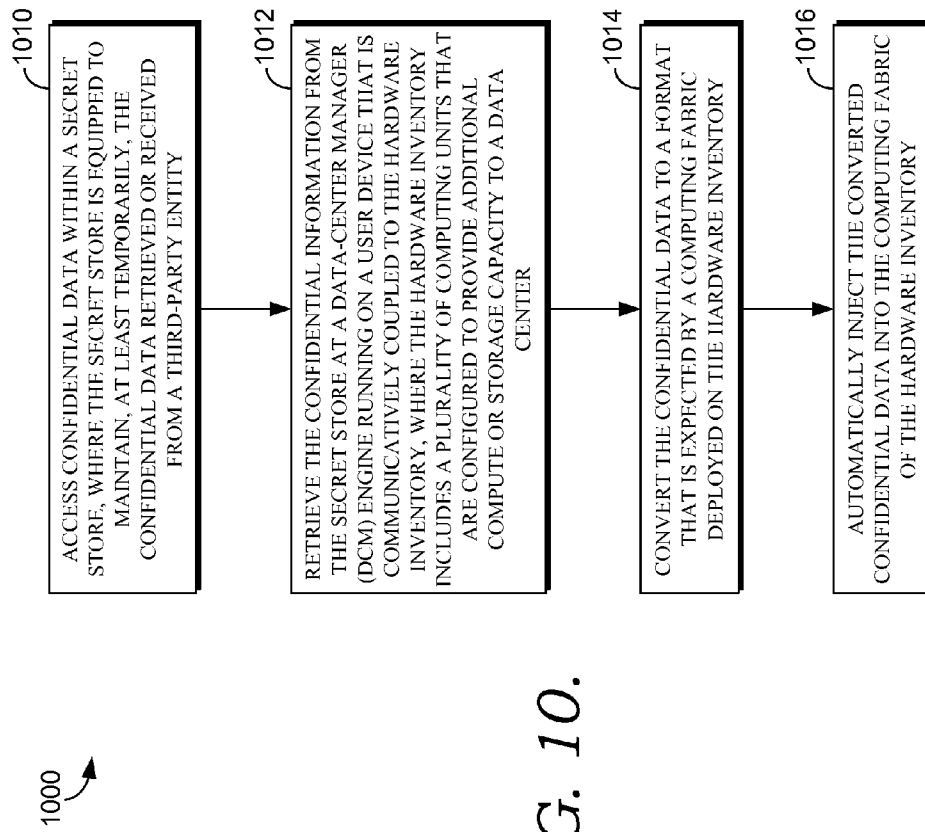 1000
1010
ACCESS CONFIDENTIAL DATA WITHIN A SECRET
STORE, WHERE THE SECRET STORE IS EQUIPPED TO
MAINTAIN, AT LEAST TEMPORARILY, THE
CONFIDENTIAL DATA RETRIEVED OR RECEIVED
FROM A THIRD-PARTY ENTITY
1012
RETRIEVE THE CONFIDENTIAL INFORMATION FROM
THE SECRET STORE AT A DATA-CENTER MANAGER
(DCM) ENGINE RUNNING ON A USER DEVICE THAT IS
COMMUNICATIVELY COUPLED TO THE HARDWARE
INVENTORY, WHERE THE HARDWARE INVENTORY
INCLUDES A PLURALITY OF COMPUTING UNITS THAT
ARE CONFIGURED TO PROVIDE ADDITIONAL
COMPUTE OR STORAGE CAPACITY TO A DATA
CENTER
1014
CONVERT THE CONFIDENTIAL DATA TO A FORMAT
THAT IS EXPECTED BY A COMPUTING FABRIC
DEPLOYED ON THE HARDWARE INVENTORY
1016
AUTOMATICALLY INJECT THE CONVERTED
CONFIDENTIAL DATA INTO THE COMPUTING FABRIC
OF THE HARDWARE INVENTORY
G. 10.